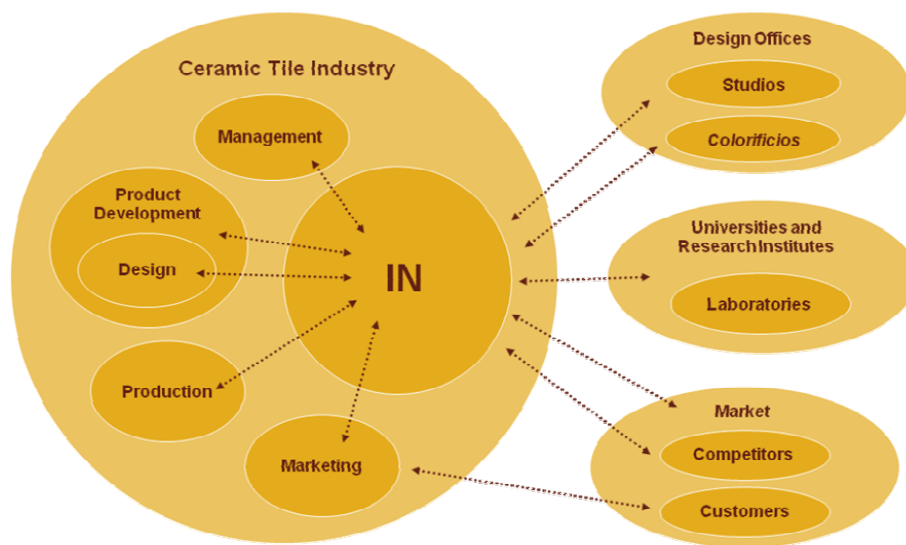 Ceramic Tile Industry
Management
Product
Development
Design
Production
Marketing
IN
Design Offices
Studios
Colorificios
Universities and
Research Institutes
Laboratories
Market
Competitors
Customers